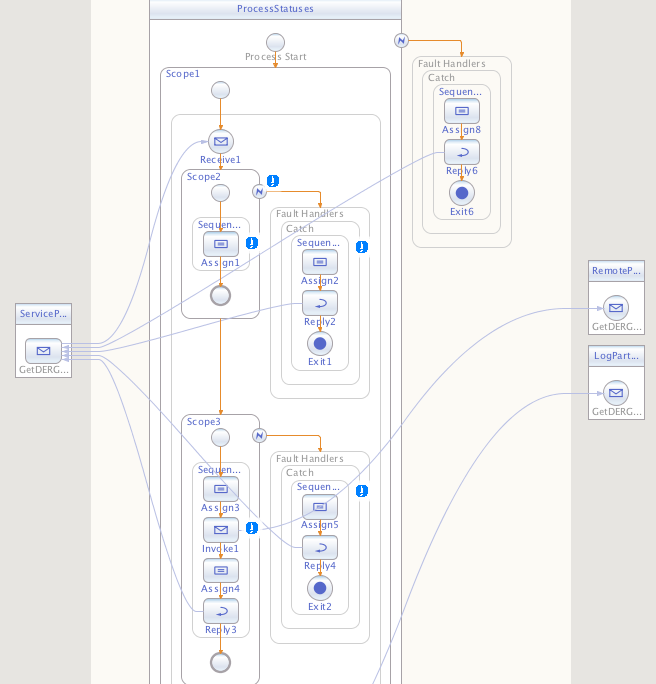 ProcessStatuses
Process Start
Scope1
Receive1
Scope2
Sequen...
Assign1
Fault Handlers
Catch
Sequen...
Assign2
Reply2
Exit1
Fault Handlers
Catch
Sequen...
Assign8
Reply6
Exit6
ServiceP...
GetDERG...
RemoteP...
GetDERG...
LogPart...
GetDERG...
Scope3
Sequen...
Assign3
Invoke1
Assign4
Reply3
Fault Handlers
Catch
Sequen...
Assign5
Reply4
Exit2